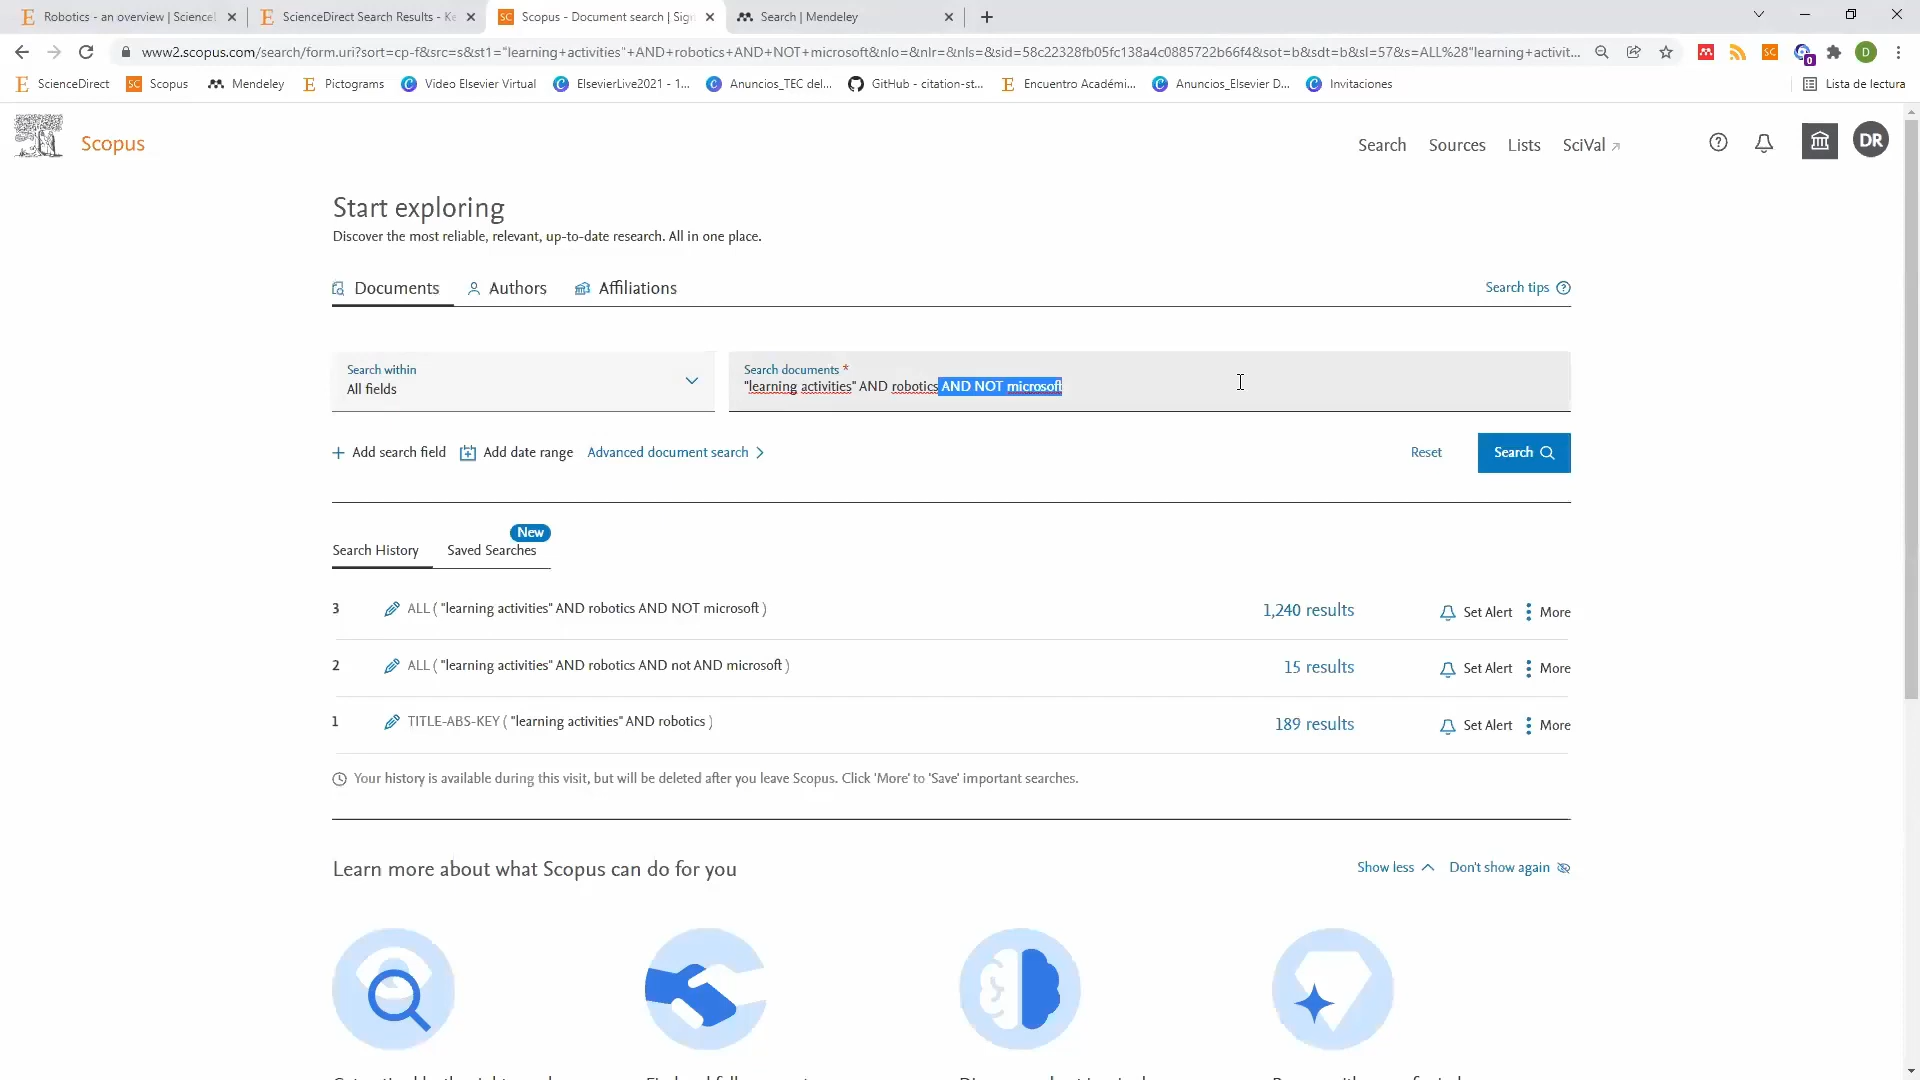 Robotics - an overview | Science!
ScienceDirect Search Results - Ke
SC Scopus - Document search | Sign
Search | Mendeley
www2.scopus.com/search/form.uri?sort=cp-f&src=s&st1="learning+activities"+AND+robotics+AND+NOT+microsoft&nlo=&nlr=&nls=&sid=58c22328fb05fc138a4c0885722b66f4&sot=b&sdt=b&sl=57&s=ALL%28"learning+activit...
SC
0
D
ScienceDirect
SC Scopus
Mendeley
Pictograms
Video Elsevier Virtual
ElsevierLive2021 - 1...
Anuncios_TEC del...
GitHub - citation-st...
Encuentro Académi...
Anuncios_Elsevier D...
Invitaciones
Lista de lectura
Scopus
Search
Sources
Lists
SciVal
DR
Start exploring
Discover the most reliable, relevant, up-to-date research. All in one place.
Documents
Authors
Affiliations
Search tips
Search within
All fields
Search documents *
"learning activities" AND robotics AND NOT microsoft
Add search field
Add date range
Advanced document search
Reset
Search
New
Search History
Saved Searches
3 ALL ( "learning activities" AND robotics AND NOT microsoft ) 1,240 results Set Alert More
2 ALL ( "learning activities" AND robotics AND not AND microsoft ) 15 results Set Alert More
1 TITLE-ABS-KEY ( "learning activities" AND robotics ) 189 results Set Alert More
Your history is available during this visit, but will be deleted after you leave Scopus. Click 'More' to 'Save' important searches.
Learn more about what Scopus can do for you
Show less
Don't show again